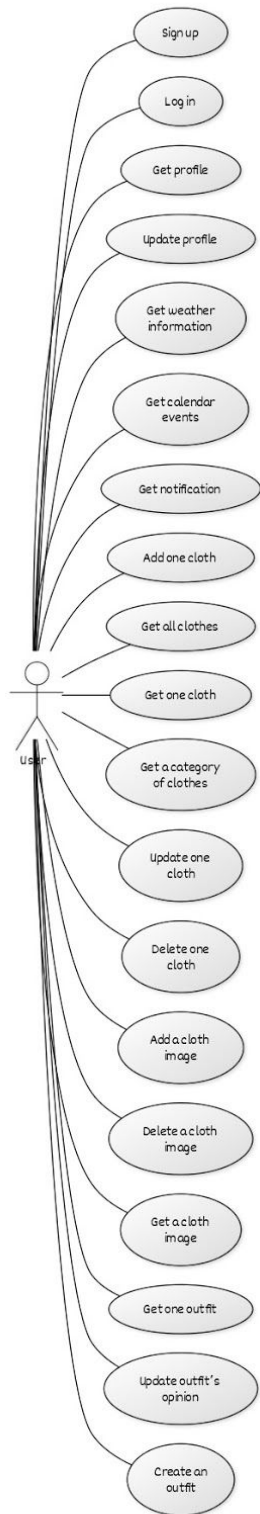 Sign up
Log in
Get profile
Update profile
Get weather
information
Get calendar
events
Get notification
Add one cloth
Get all clothes
Get one cloth
User
Get a category
of clothes
Update one
cloth
Delete one
cloth
Add a cloth
image
Delete a cloth
image
Get a cloth
image
Get one outfit
Update outfit's
opinion
Create an
outfit